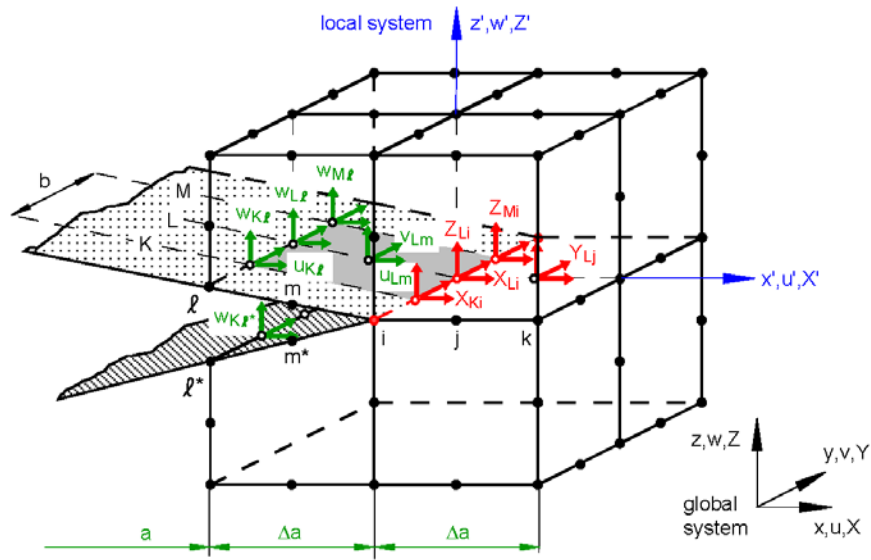 local system
z',w',Z'
b
M
L
K
w_Mℓ
w_Lℓ
w_Kℓ
v_Lm
u_Kℓ
u_Lm
Z_Mi
Z_Li
Y_Lj
X_Li
X_Ki
x',u',X'
ℓ
m
w_Kℓ*
m*
ℓ*
i
j
k
z,w,Z
y,v,Y
global
system
x,u,X
a
Δa
Δa